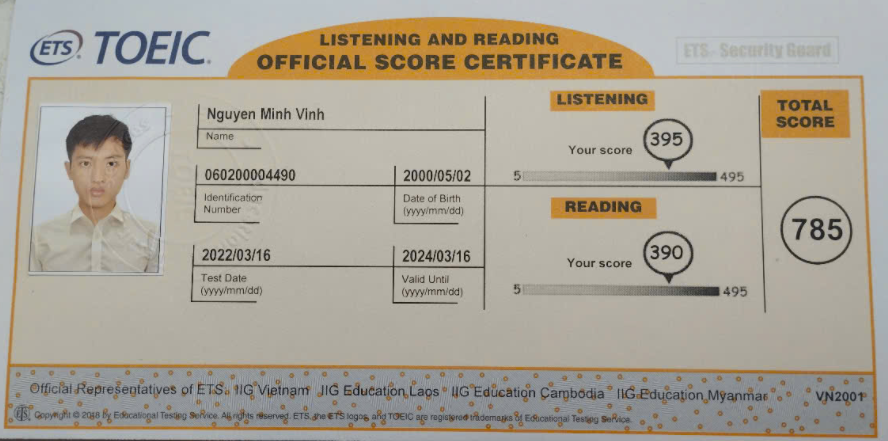 ETS TOEIC
LISTENING AND READING
OFFICIAL SCORE CERTIFICATE
ETS Security Guard
Nguyen Minh Vinh
Name
060200004490
Identification
Number
2000/05/02
Date of Birth
(yyyy/mm/dd)
2022/03/16
Test Date
(yyyy/mm/dd)
2024/03/16
Valid Until
(yyyy/mm/dd)
LISTENING
Your score
395
5
495
READING
Your score
390
5
495
TOTAL
SCORE
785
Official Representatives of ETS. IIG Vietnam IIG Education Laos IIG Education Cambodia IIG Education Myanmar
VN2001
Copyright © 2018 by Educational Testing Service. All rights reserved. ETS, the ETS logos, and TOEIC are registered trademarks of Educational Testing Service.